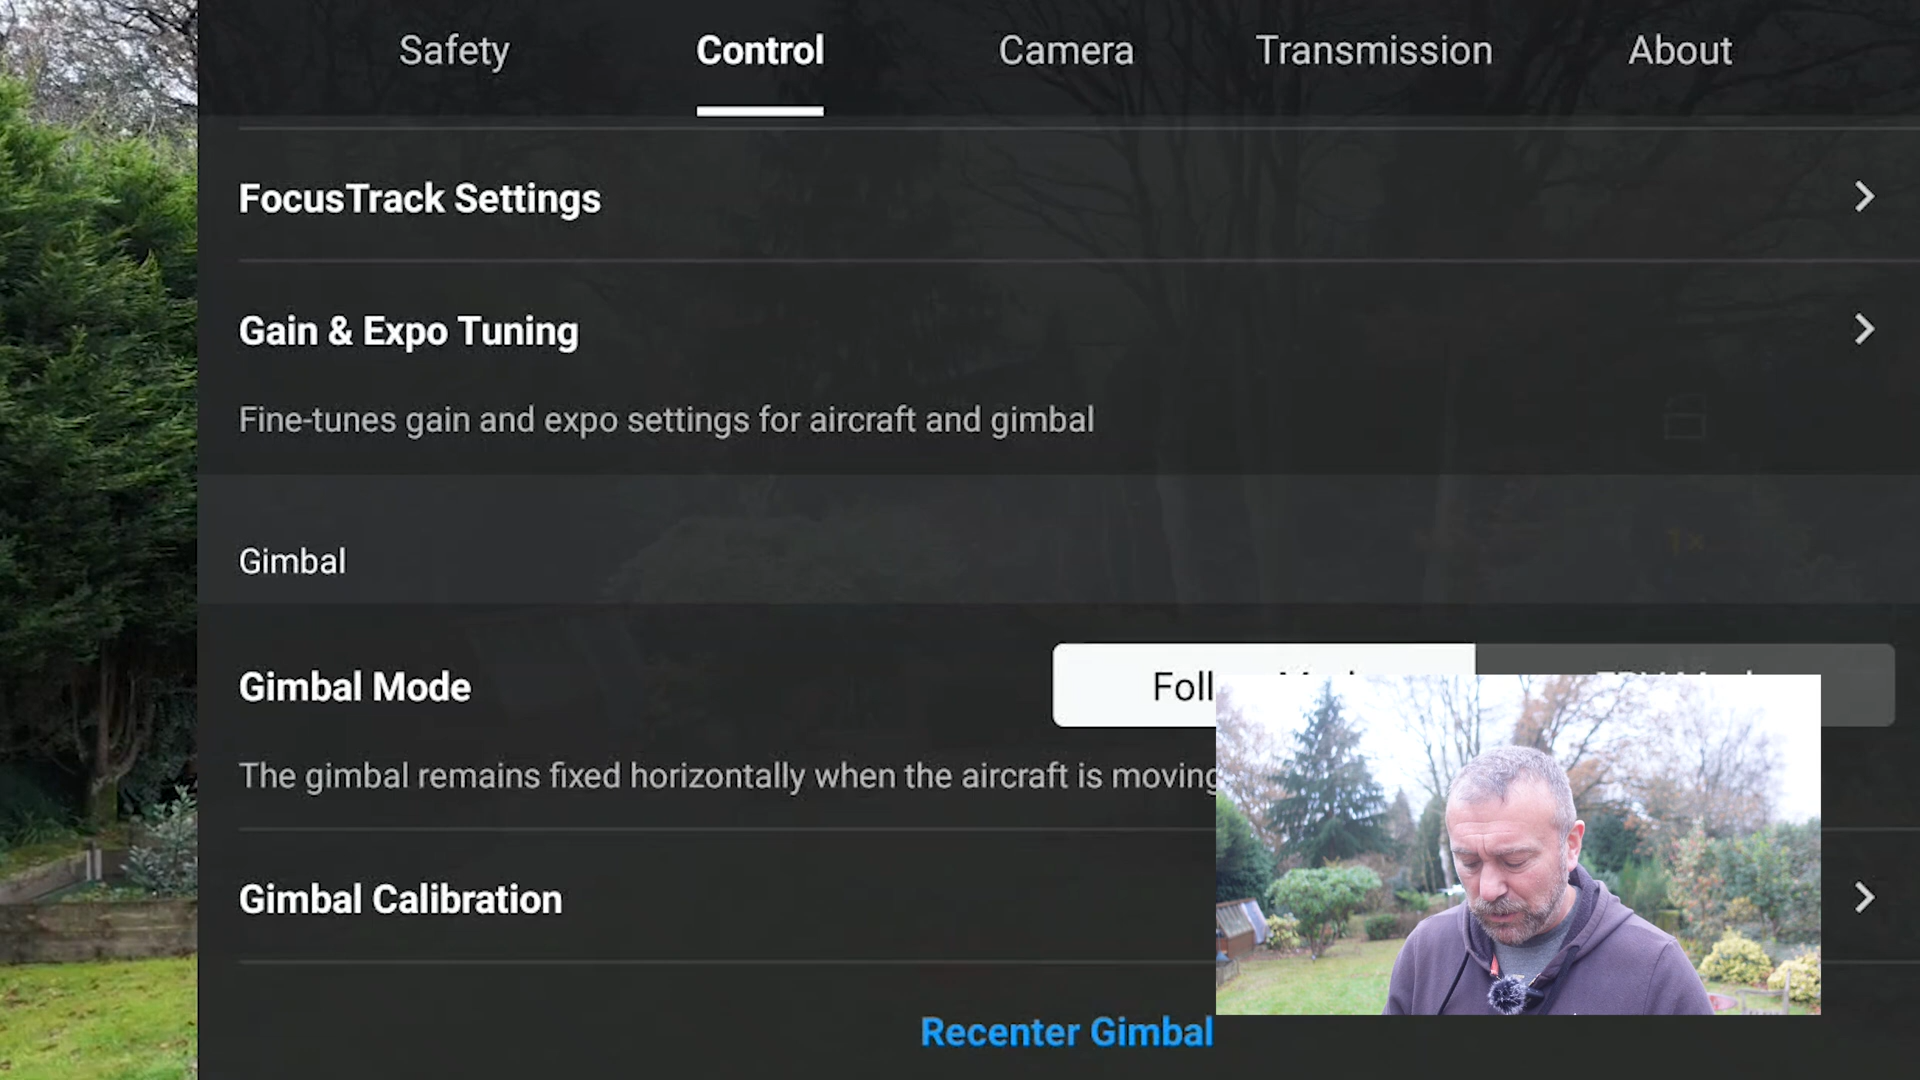 Safety Control Camera Transmission About
FocusTrack Settings
Gain & Expo Tuning
Fine-tunes gain and expo settings for aircraft and gimbal
Gimbal
Gimbal Mode
The gimbal remains fixed horizontally when the aircraft is moving
Gimbal Calibration
Recenter Gimbal